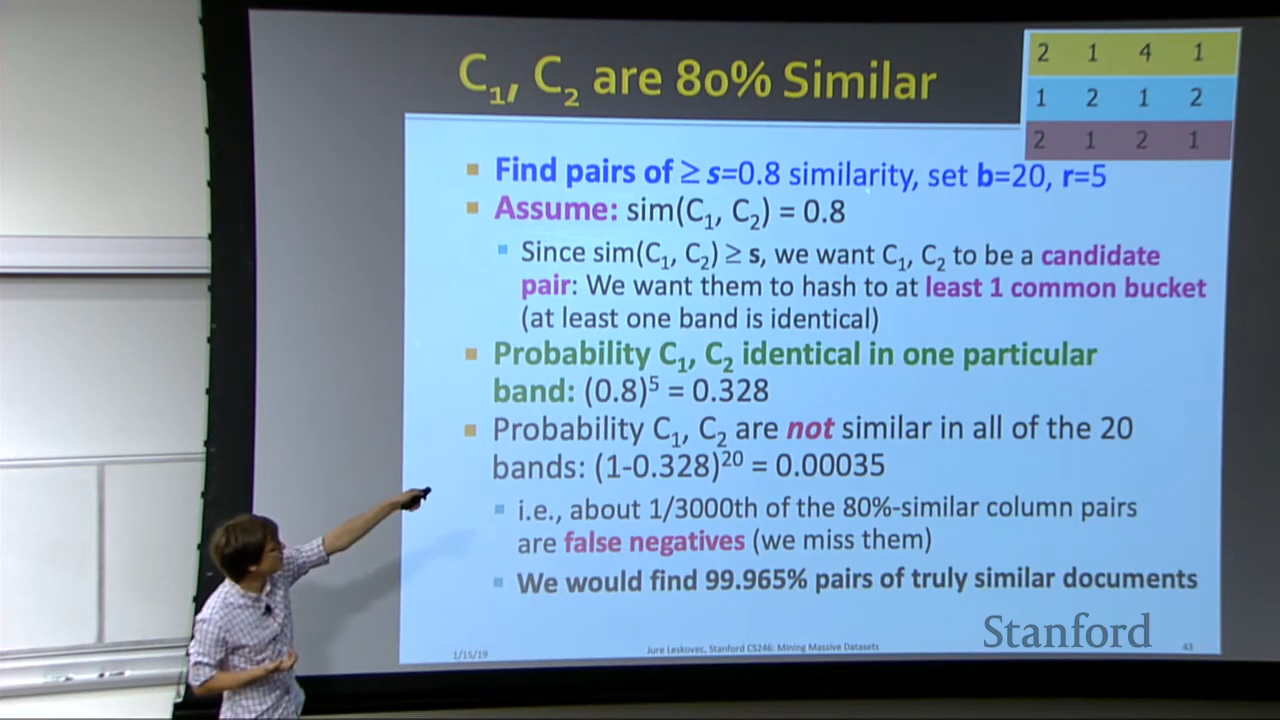 C₁, C₂ are 80% Similar
2 1 4 1
1 2 1 2
2 1 2 1
Find pairs of ≥ s=0.8 similarity, set b=20, r=5
Assume: sim(C₁, C₂) = 0.8
Since sim(C₁, C₂) ≥ s, we want C₁, C₂ to be a candidate
pair: We want them to hash to at least 1 common bucket
(at least one band is identical)
Probability C₁, C₂ identical in one particular
band: (0.8)⁵ = 0.328
Probability C₁, C₂ are not similar in all of the 20
bands: (1-0.328)²⁰ = 0.00035
i.e., about 1/3000th of the 80%-similar column pairs
are false negatives (we miss them)
We would find 99.965% pairs of truly similar documents
Stanford
1/15/19 Jure Leskovec, Stanford CS246: Mining Massive Datasets 43